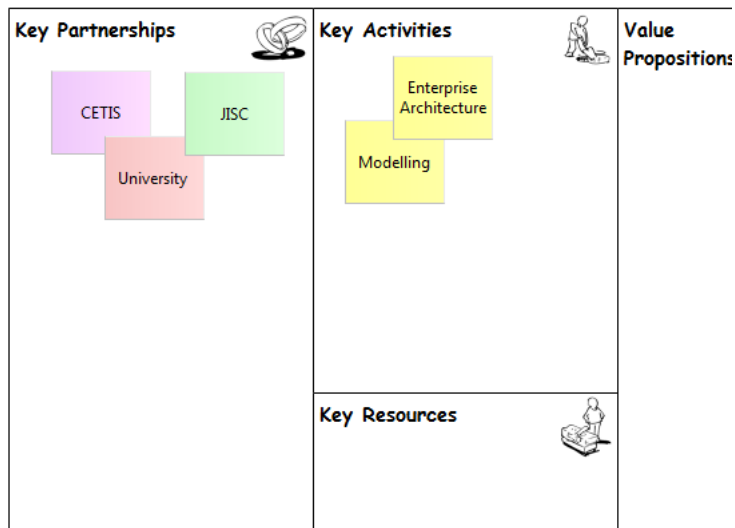 Key Partnerships
CETIS
JISC
University
Key Activities
Enterprise
Architecture
Modelling
Key Resources
Value
Propositions